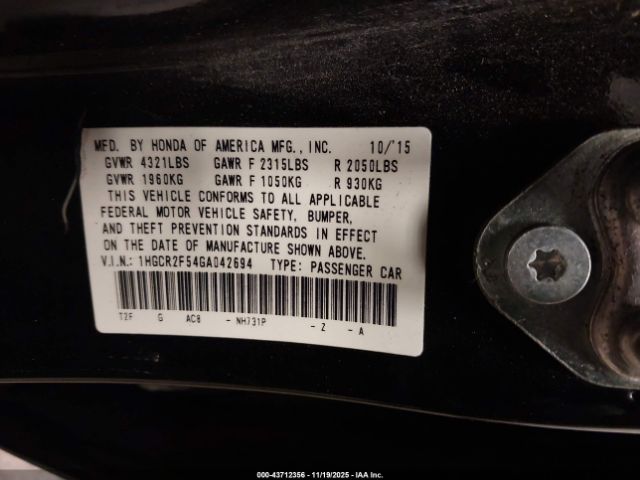 MFD. BY HONDA OF AMERICA MFG., INC. 10/'15
GVWR 4321LBS GAWR F 2315LBS R 2050LBS
GVWR 1960KG GAWR F 1050KG R 930KG
THIS VEHICLE CONFORMS TO ALL APPLICABLE
FEDERAL MOTOR VEHICLE SAFETY, BUMPER,
AND THEFT PREVENTION STANDARDS IN EFFECT
ON THE DATE OF MANUFACTURE SHOWN ABOVE.
V.I.N.: 1HGCR2F54GA042694 TYPE: PASSENGER CAR
T2F G AC8 - NH731P - Z - A
000-43712356 - 11/19/2025 - IAA Inc.